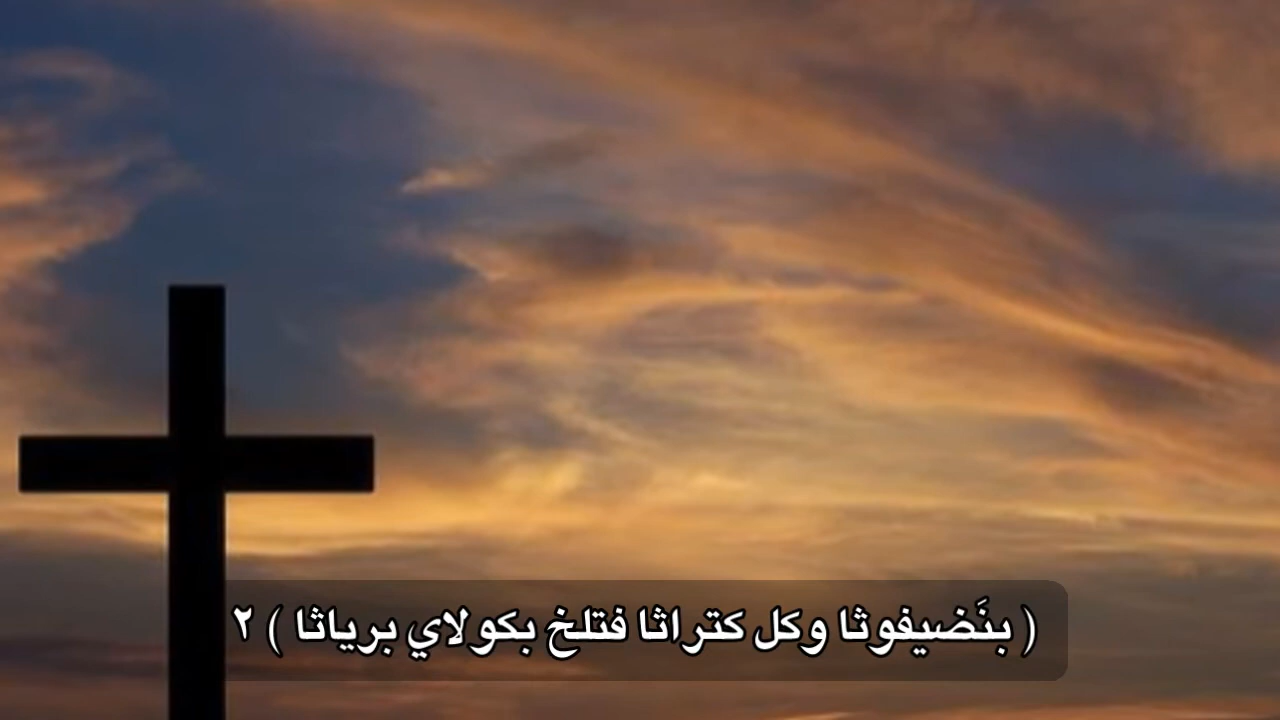 ( بنَضيفوثا وكل كتراثا فتلخ بكولاي برياثا ) ٢